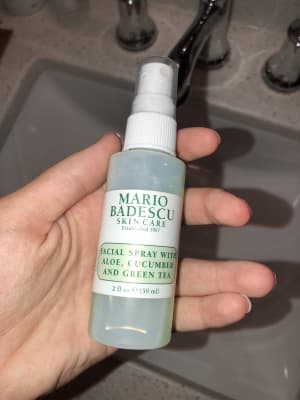 MARIO
BADESCU
SKIN CARE
Established 1967
FACIAL SPRAY WITH
ALOE, CUCUMBER
AND GREEN TEA
2 fl oz ℮ (59 ml)